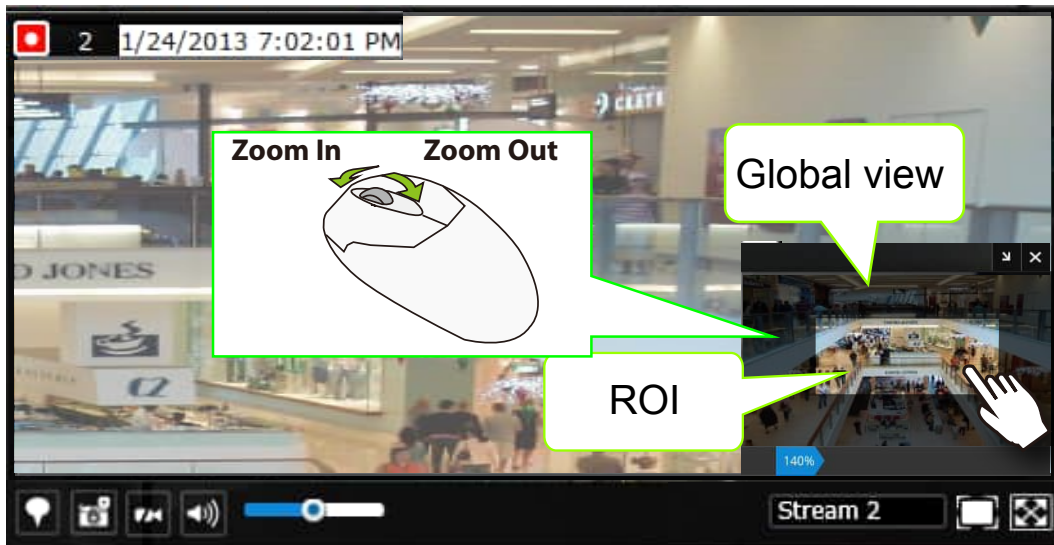 2 1/24/2013 7:02:01 PM
Zoom In Zoom Out
Global view
JONES
ROI
140%
Stream 2